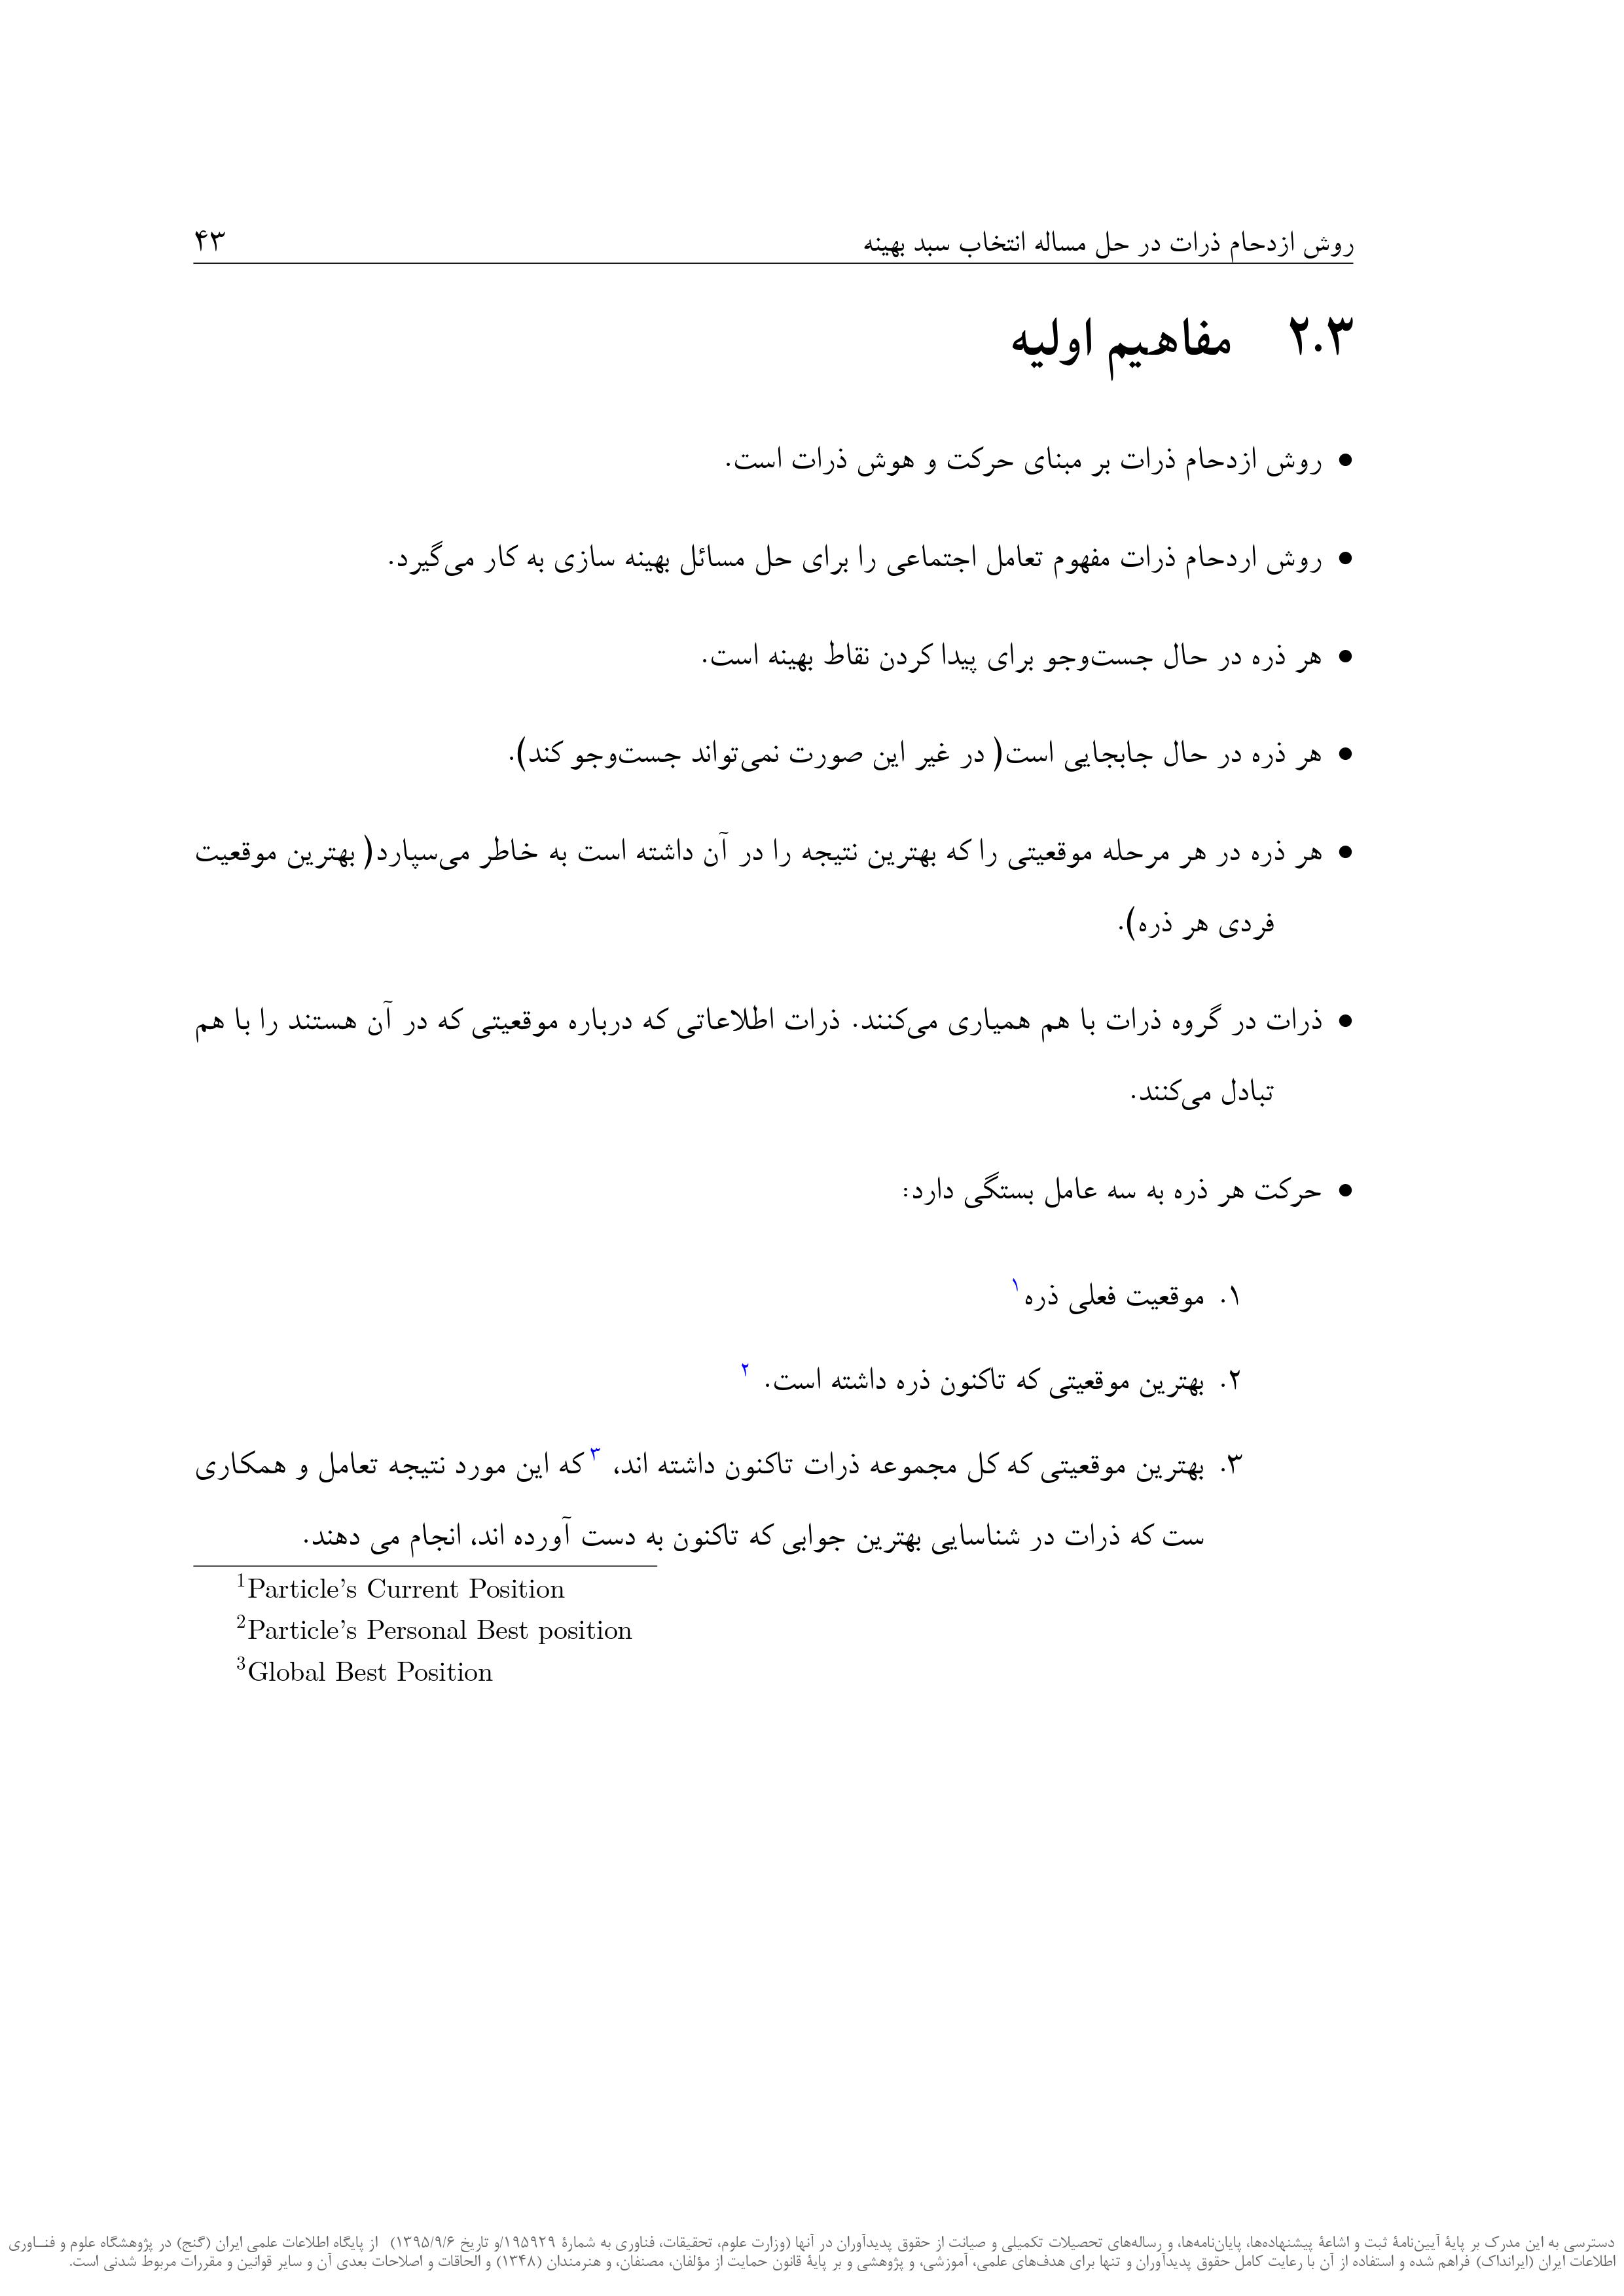 روش ازدحام ذرات در حل مساله انتخاب سبد بهینه ۴۳
۲.۳ مفاهیم اولیه
• روش ازدحام ذرات بر مبنای حرکت و هوش ذرات است.
• روش اردحام ذرات مفهوم تعامل اجتماعی را برای حل مسائل بهینه سازی به کار می‌گیرد.
• هر ذره در حال جست‌وجو برای پیدا کردن نقاط بهینه است.
• هر ذره در حال جابجایی است( در غیر این صورت نمی‌تواند جست‌وجو کند).
• هر ذره در هر مرحله موقعیتی را که بهترین نتیجه را در آن داشته است به خاطر می‌سپارد( بهترین موقعیت
فردی هر ذره).
• ذرات در گروه ذرات با هم همیاری می‌کنند. ذرات اطلاعاتی که درباره موقعیتی که در آن هستند را با هم
تبادل می‌کنند.
• حرکت هر ذره به سه عامل بستگی دارد:
۱. موقعیت فعلی ذره۱
۲. بهترین موقعیتی که تاکنون ذره داشته است. ۲
۳. بهترین موقعیتی که کل مجموعه ذرات تاکنون داشته اند، ۳ که این مورد نتیجه تعامل و همکاری
ست که ذرات در شناسایی بهترین جوابی که تاکنون به دست آورده اند، انجام می دهند.
1Particle's Current Position
2Particle's Personal Best position
3Global Best Position
دسترسی به این مدرک بر پایهٔ آیین‌نامهٔ ثبت و اشاعهٔ پیشنهاده‌ها، پایان‌نامه‌ها، و رساله‌های تحصیلات تکمیلی و صیانت از حقوق پدیدآوران در آنها (وزارت علوم، تحقیقات، فناوری به شمارهٔ ۱۹۵۹۲۹/و تاریخ ۱۳۹۵/۹/۶) از پایگاه اطلاعات علمی ایران (گنج) در پژوهشگاه علوم و فنــاوری
اطلاعات ایران (ایرانداک) فراهم شده و استفاده از آن با رعایت کامل حقوق پدیدآوران و تنها برای هدف‌های علمی، آموزشی، و پژوهشی و بر پایهٔ قانون حمایت از مؤلفان، مصنفان، و هنرمندان (۱۳۴۸) و الحاقات و اصلاحات بعدی آن و سایر قوانین و مقررات مربوط شدنی است.